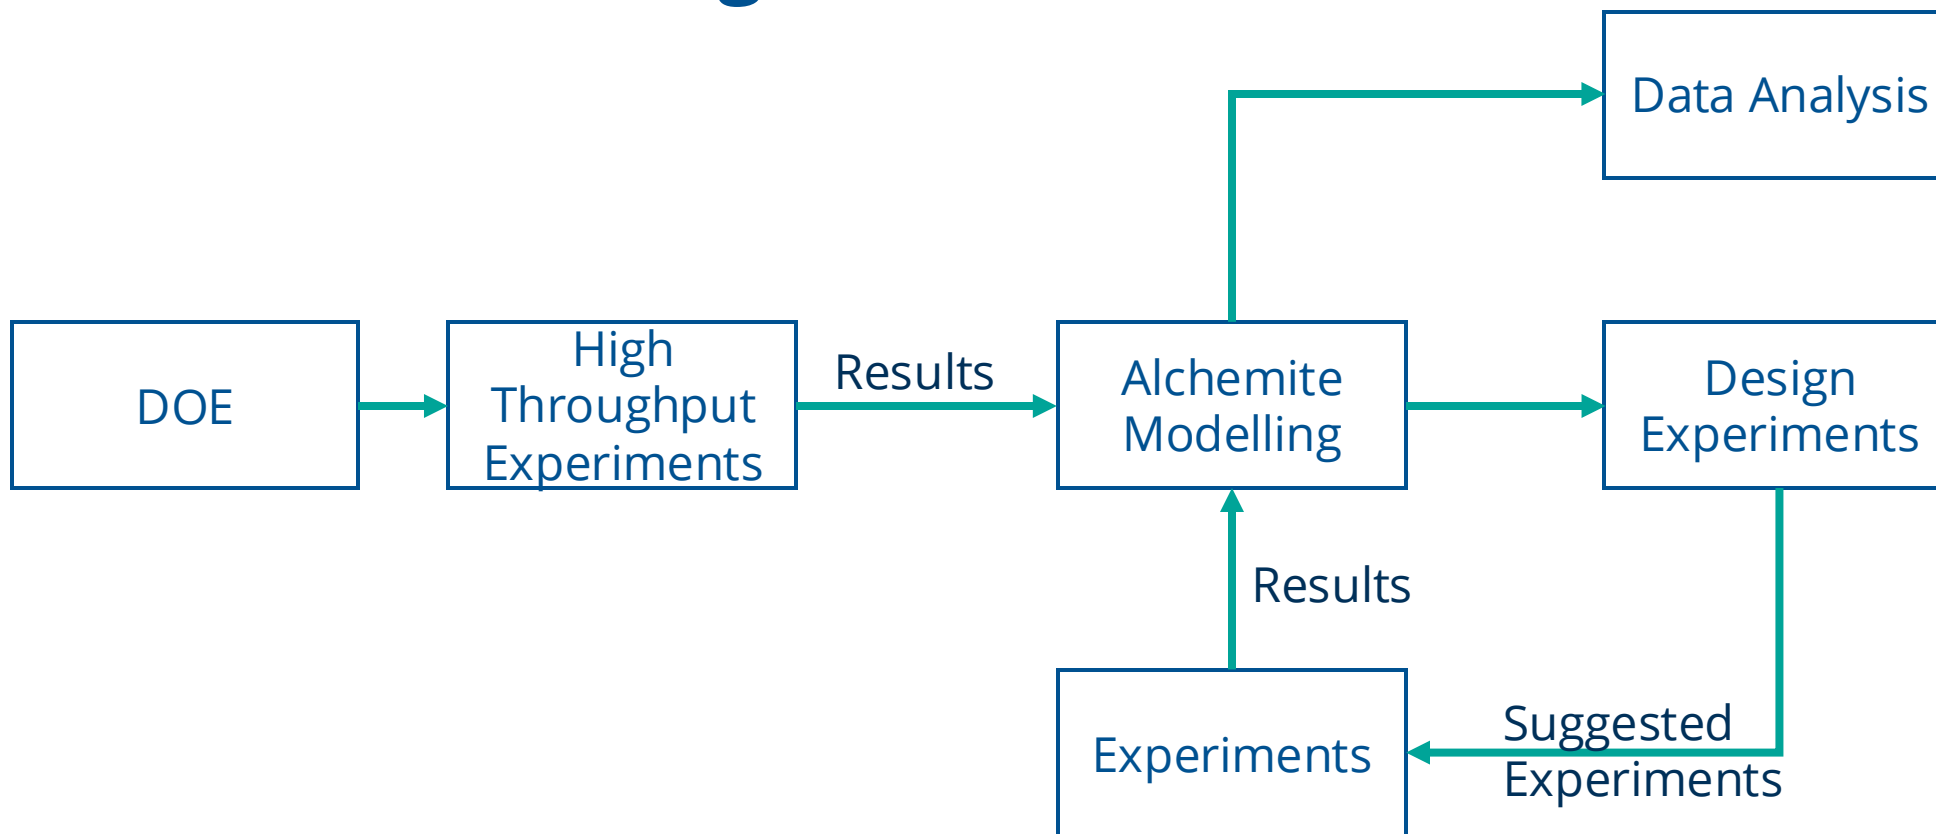 Data Analysis
DOE
High
Throughput
Experiments
Results
Alchemite
Modelling
Design
Experiments
Results
Experiments
Suggested
Experiments